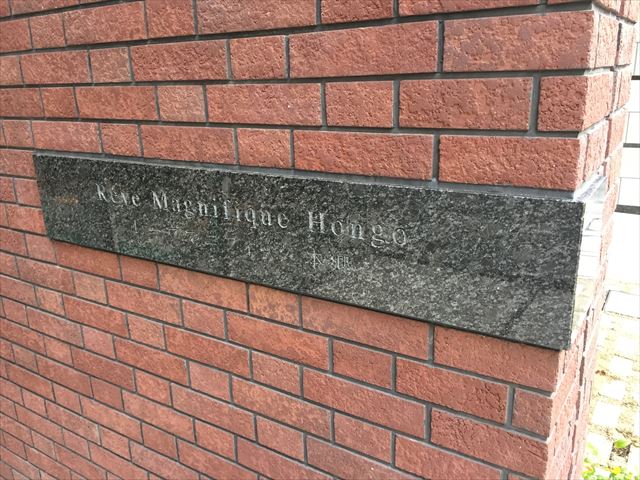 Rêve Magnifique Hongo
本郷